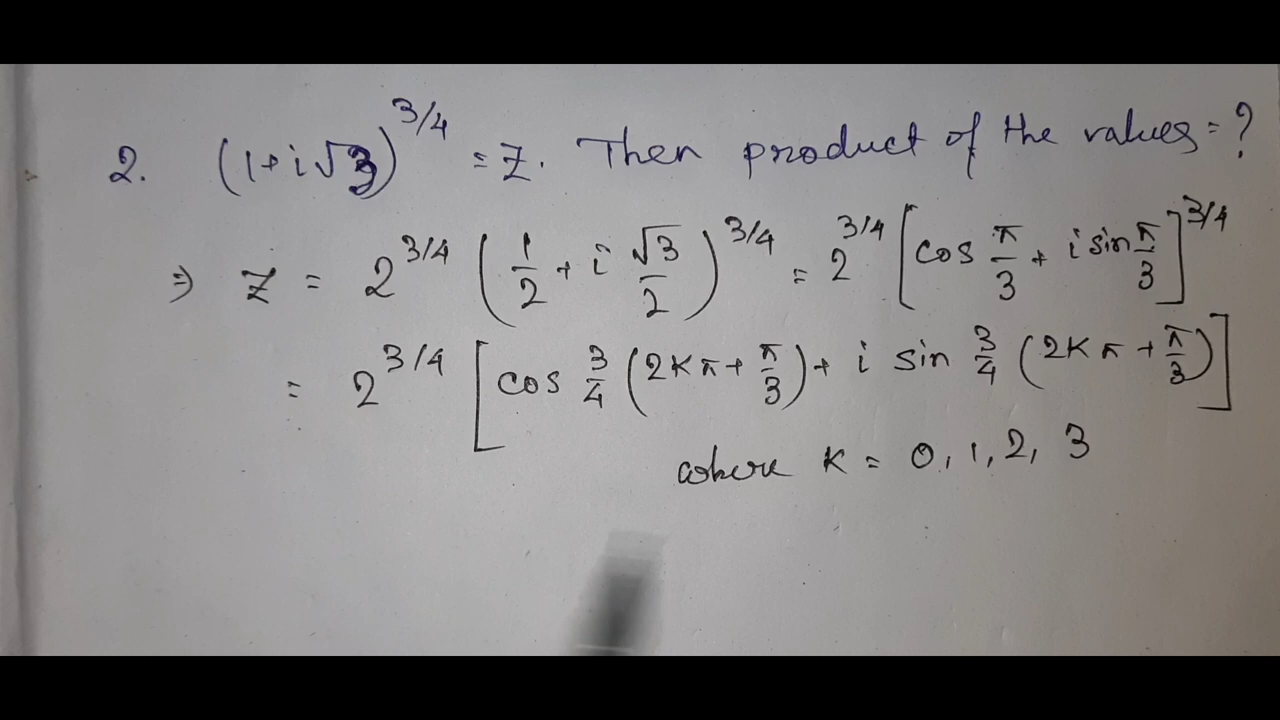 2. (1+i√3)^3/4 = Z. Then product of the values = ?
⇒ Z = 2^3/4 (1/2 + i √3/2)^3/4 = 2^3/4 [cos π/3 + i sin π/3]^3/4
= 2^3/4 [cos 3/4 (2Kπ + π/3) + i sin 3/4 (2Kπ + π/3)]
where K = 0, 1, 2, 3